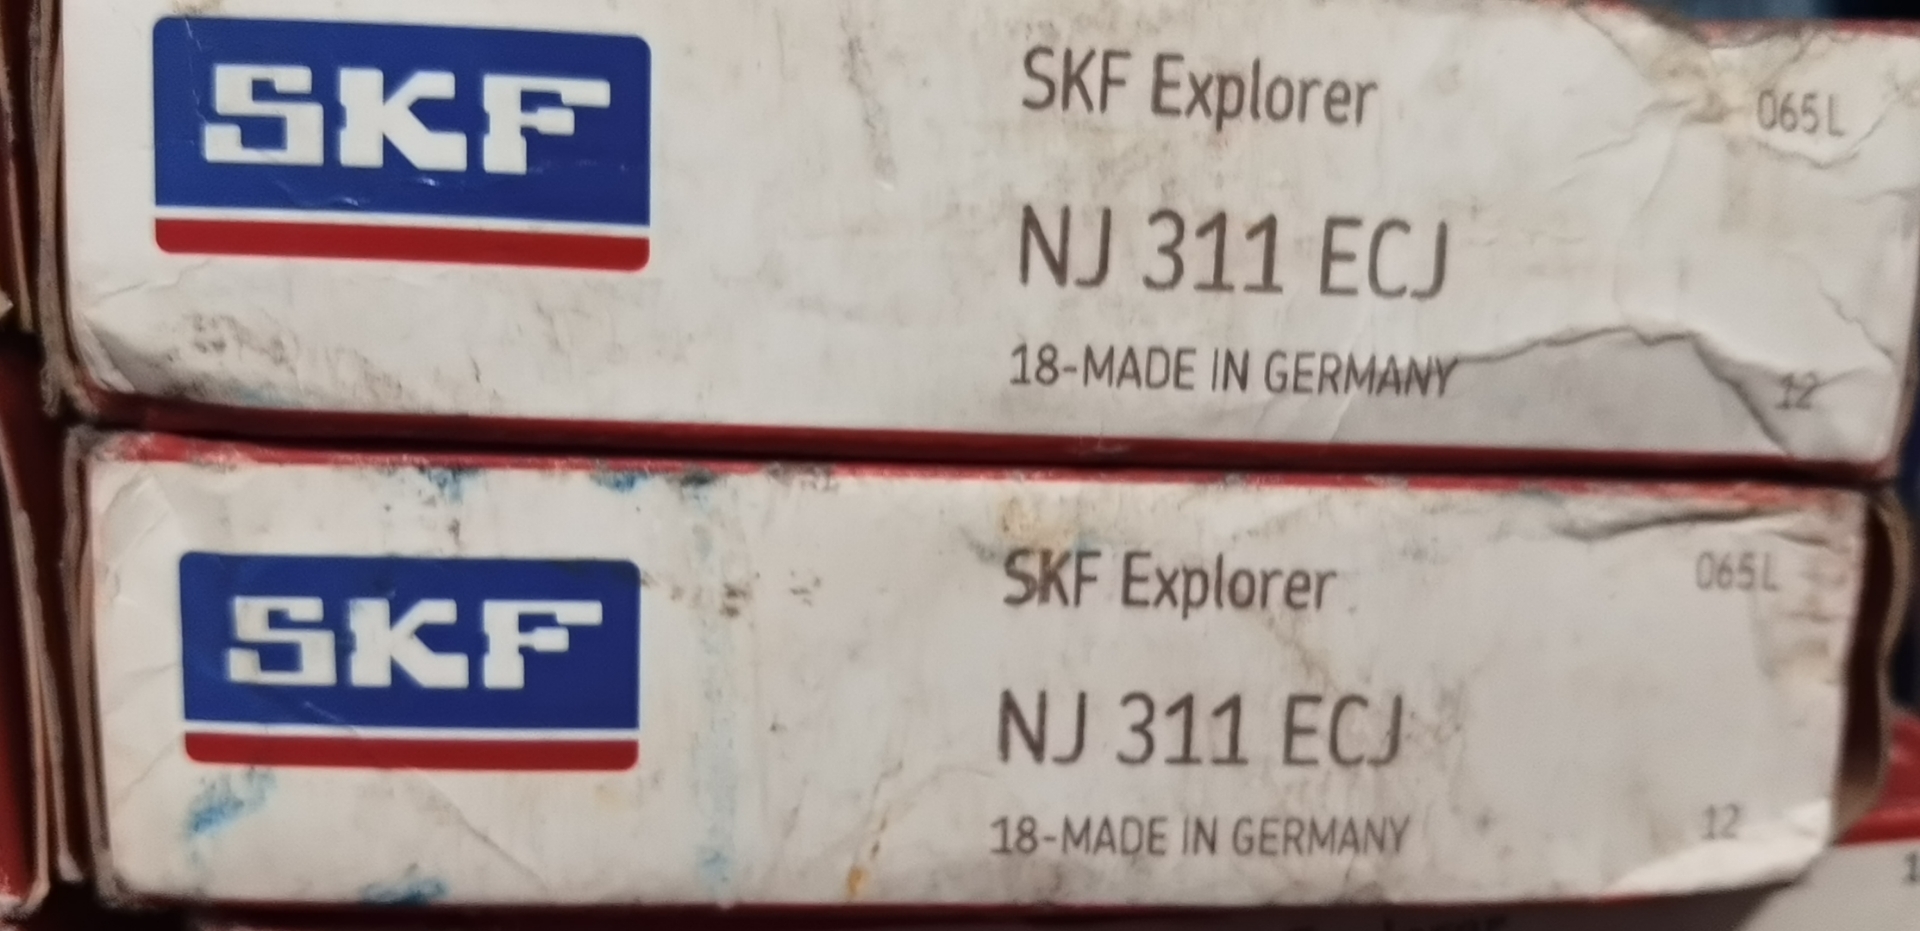 SKF
SKF Explorer
065L
NJ 311 ECJ
18-MADE IN GERMANY
12
SKF
SKF Explorer
065L
NJ 311 ECJ
18-MADE IN GERMANY
12